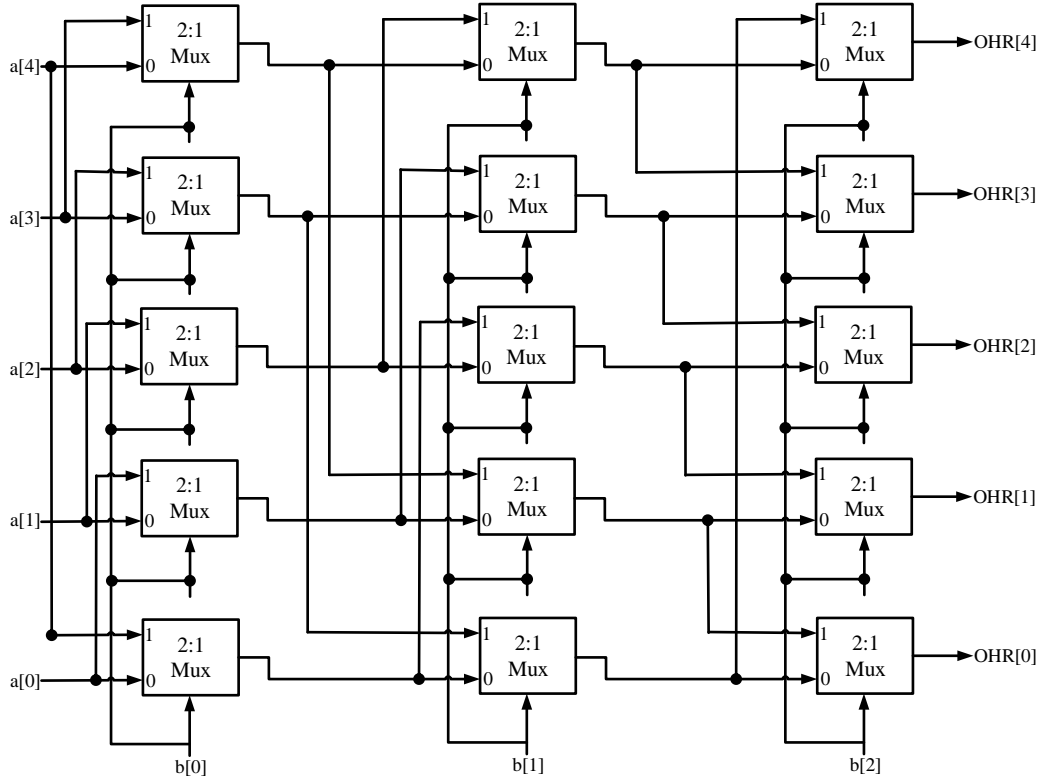 1 2:1 1 2:1 1 2:1
a[4] 0 Mux 0 Mux 0 Mux OHR[4]
1 2:1 1 2:1 1 2:1
a[3] 0 Mux 0 Mux 0 Mux OHR[3]
1 2:1 1 2:1 1 2:1
a[2] 0 Mux 0 Mux 0 Mux OHR[2]
1 2:1 1 2:1 1 2:1
a[1] 0 Mux 0 Mux 0 Mux OHR[1]
1 2:1 1 2:1 1 2:1
a[0] 0 Mux 0 Mux 0 Mux OHR[0]
b[0] b[1] b[2]